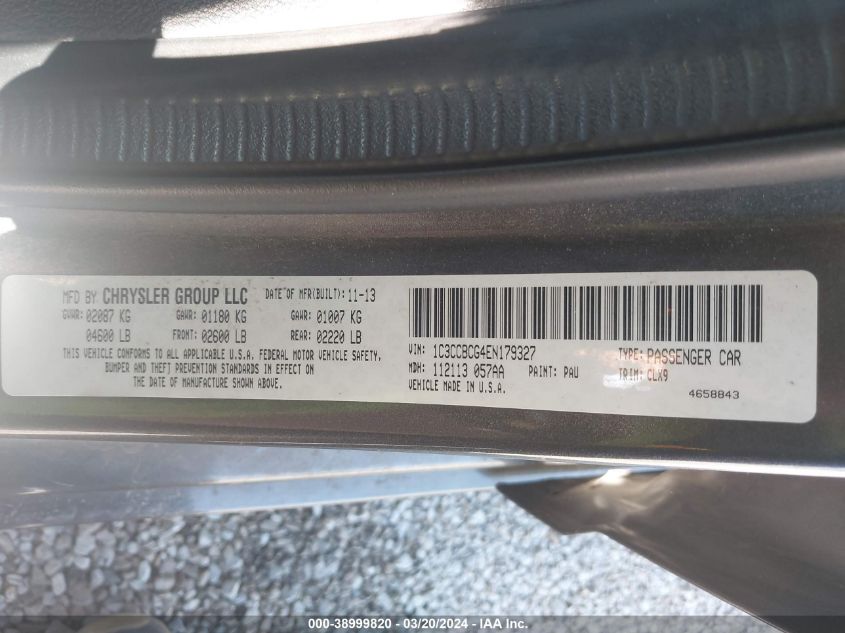 MFD BY CHRYSLER GROUP LLC DATE OF MFR(BUILT): 11-13
GVWR: 02087 KG GAWR: 01180 KG GAWR: 01007 KG
04600 LB FRONT: 02600 LB REAR: 02220 LB
THIS VEHICLE CONFORMS TO ALL APPLICABLE U.S.A. FEDERAL MOTOR VEHICLE SAFETY,
BUMPER AND THEFT PREVENTION STANDARDS IN EFFECT ON
THE DATE OF MANUFACTURE SHOWN ABOVE.
VIN: 1C3CCBCG4EN179327 TYPE: PASSENGER CAR
MDH: 112113 057AA PAINT: PAU TRIM: CLX9
VEHICLE MADE IN U.S.A. 4658843
000-38999820 - 03/20/2024 - IAAI.COM